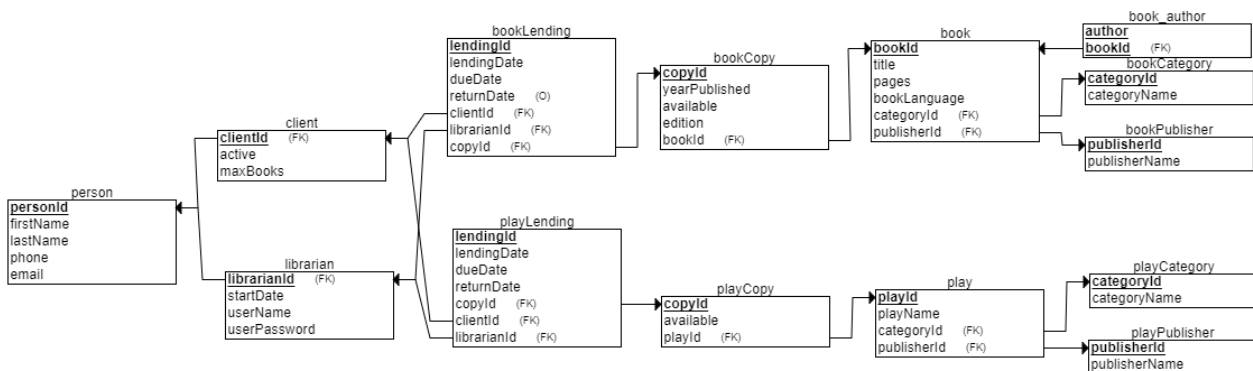 person
personId
firstName
lastName
phone
email
client
clientId (FK)
active
maxBooks
librarian
librarianId (FK)
startDate
userName
userPassword
bookLending
lendingId
lendingDate
dueDate
returnDate (O)
clientId (FK)
librarianId (FK)
copyId (FK)
playLending
lendingId
lendingDate
dueDate
returnDate
copyId (FK)
clientId (FK)
librarianId (FK)
bookCopy
copyId
yearPublished
available
edition
bookId (FK)
playCopy
copyId
available
playId (FK)
book
bookId
title
pages
bookLanguage
categoryId (FK)
publisherId (FK)
play
playId
playName
categoryId (FK)
publisherId (FK)
book_author
author
bookId (FK)
bookCategory
categoryId
categoryName
bookPublisher
publisherId
publisherName
playCategory
categoryId
categoryName
playPublisher
publisherId
publisherName